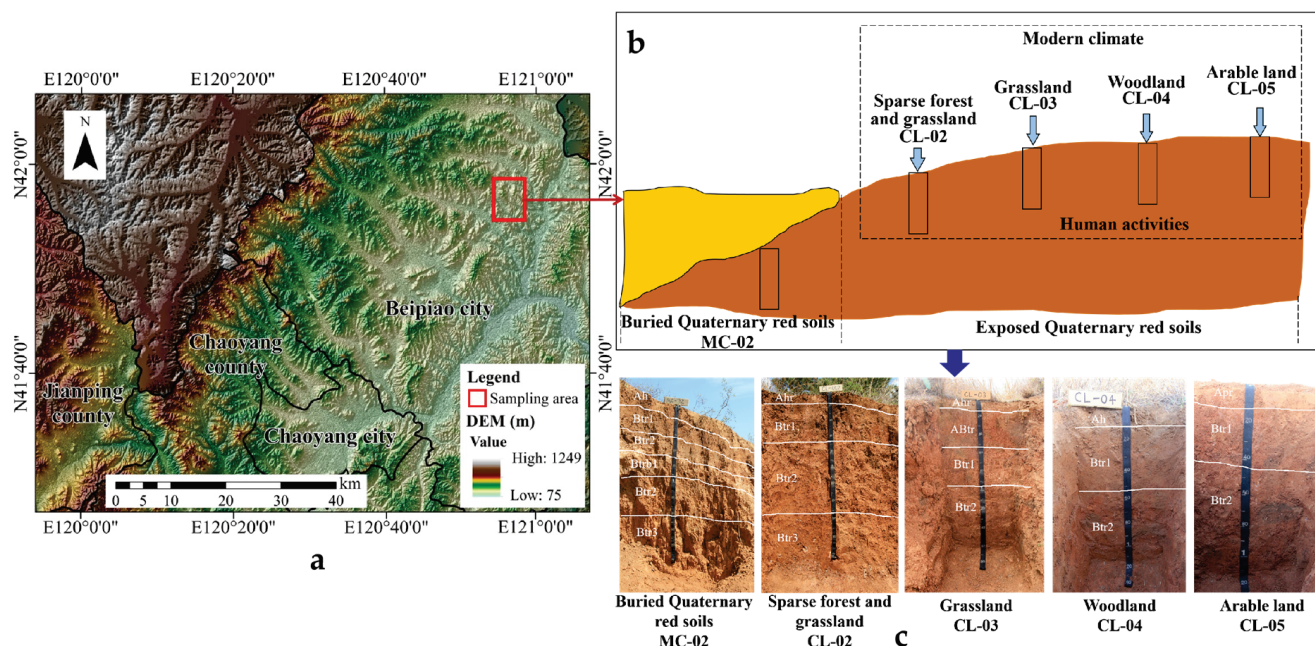 E120°0'0" E120°20'0" E120°40'0" E121°0'0"
N42°0'0"
N41°40'0"
N
Beipiao city
Chaoyang
county
Jianping
county
Chaoyang city
Legend
Sampling area
DEM (m)
Value
High: 1249
Low: 75
km
0 5 10 20 30 40
N42°0'0"
N41°40'0"
E120°0'0" E120°20'0" E120°40'0" E121°0'0"
a
b
Modern climate
Sparse forest
and grassland
CL-02
Grassland
CL-03
Woodland
CL-04
Arable land
CL-05
Human activities
Buried Quaternary red soils
MC-02
Exposed Quaternary red soils
Ah
Btr1
Btr2
Btrb1
Btr2
Btr3
Ahr
Btr1
Btr2
Btr3
Ahr
ABtr
Btr1
Btr2
CL-04
Ah
Btr1
Btr2
Apr
Btr1
Btr2
Buried Quaternary
red soils
MC-02
Sparse forest and
grassland
CL-02
Grassland
CL-03
Woodland
CL-04
Arable land
CL-05
c